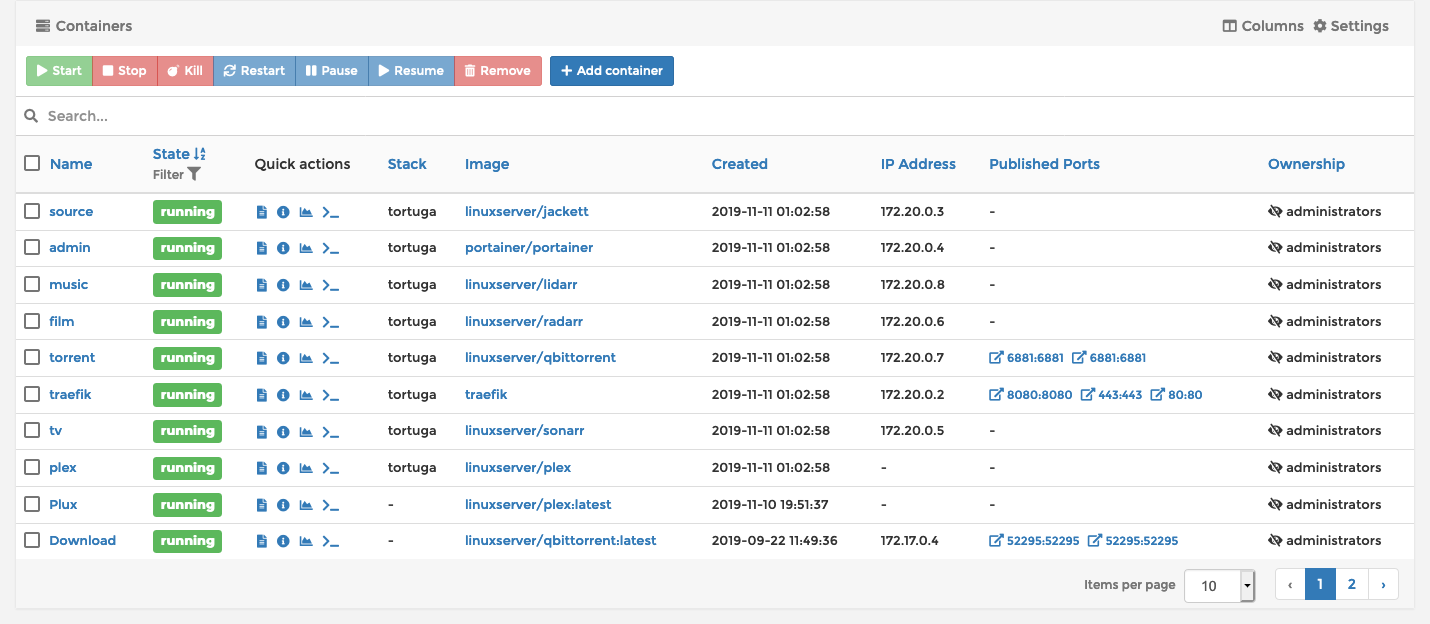 Containers Columns Settings
Start Stop Kill Restart Pause Resume Remove + Add container
Search...
Name State Filter Quick actions Stack Image Created IP Address Published Ports Ownership
source running tortuga linuxserver/jackett 2019-11-11 01:02:58 172.20.0.3 - administrators
admin running tortuga portainer/portainer 2019-11-11 01:02:58 172.20.0.4 - administrators
music running tortuga linuxserver/lidarr 2019-11-11 01:02:58 172.20.0.8 - administrators
film running tortuga linuxserver/radarr 2019-11-11 01:02:58 172.20.0.6 - administrators
torrent running tortuga linuxserver/qbittorrent 2019-11-11 01:02:58 172.20.0.7 6881:6881 6881:6881 administrators
traefik running tortuga traefik 2019-11-11 01:02:58 172.20.0.2 8080:8080 443:443 80:80 administrators
tv running tortuga linuxserver/sonarr 2019-11-11 01:02:58 172.20.0.5 - administrators
plex running tortuga linuxserver/plex 2019-11-11 01:02:58 - - administrators
Plux running - linuxserver/plex:latest 2019-11-10 19:51:37 - - administrators
Download running - linuxserver/qbittorrent:latest 2019-09-22 11:49:36 172.17.0.4 52295:52295 52295:52295 administrators
Items per page 10 ‹ 1 2 ›